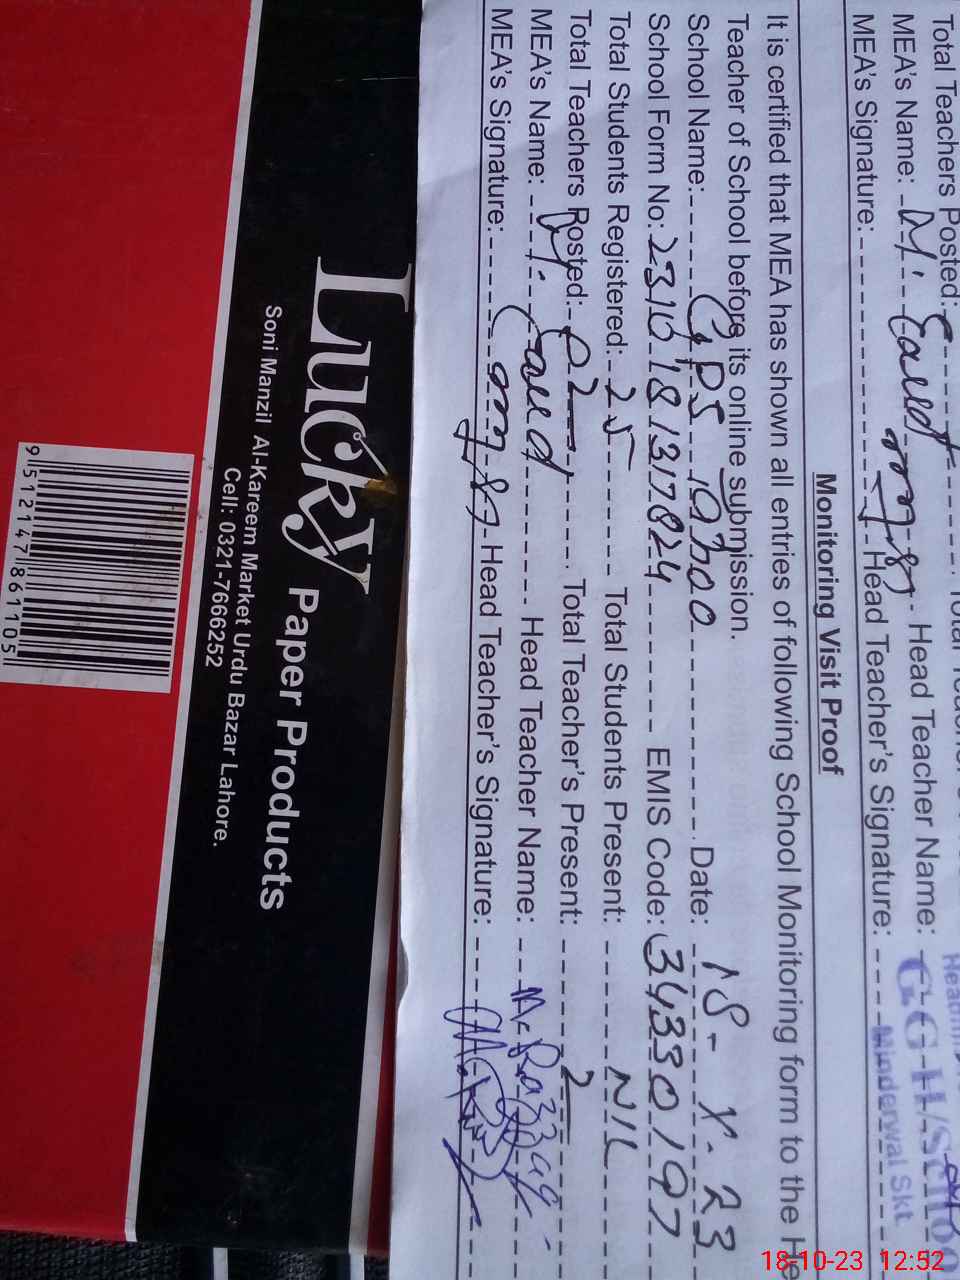 Total Teachers Posted:
MEA's Name: M. Saeed Head Teacher Name:
G.G.H/School
MEA's Signature: Head Teacher's Signature:
Minderwal Skt
Monitoring Visit Proof
It is certified that MEA has shown all entries of following School Monitoring form to the He
Teacher of School before its online submission.
School Name: GPS Date: 18-X-23
School Form No: EMIS Code: 34330197
Total Students Registered: 25 Total Students Present: NIL
Total Teachers Posted: 2 Total Teacher's Present: 2
MEA's Name: M. Saeed Head Teacher Name: M. Razzaq
MEA's Signature: Head Teacher's Signature:
Lucky Paper Products
Soni Manzil Al-Kareem Market Urdu Bazar Lahore.
Cell: 0321-7666252
9512147861105
18-10-23 12:52